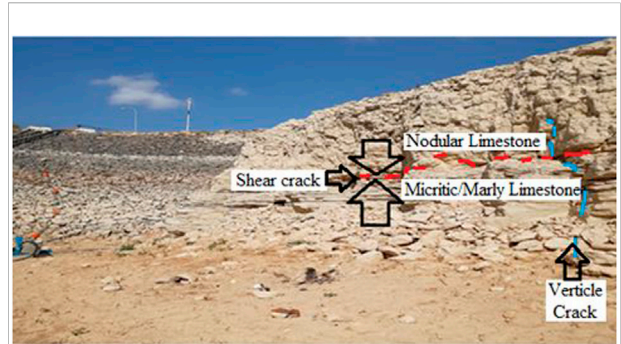 Nodular Limestone
Shear crack
Micritic/Marly Limestone
Verticle
Crack